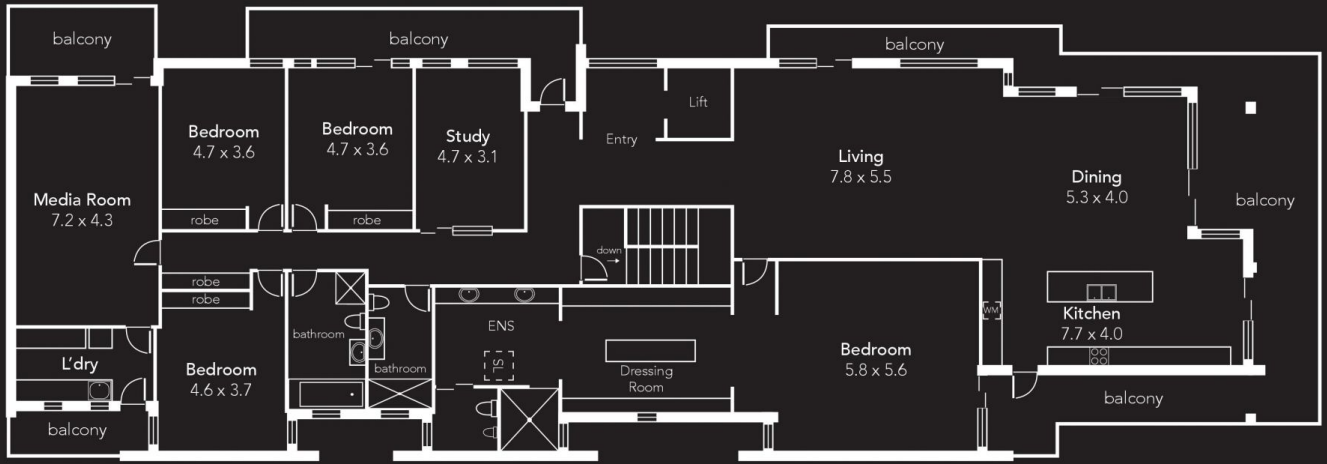 balcony
balcony
balcony
Bedroom
4.7 x 3.6
Bedroom
4.7 x 3.6
Study
4.7 x 3.1
Lift
Entry
Living
7.8 x 5.5
Dining
5.3 x 4.0
balcony
Media Room
7.2 x 4.3
robe
robe
down
robe
robe
bathroom
ENS
SL
WM
Kitchen
7.7 x 4.0
L'dry
Bedroom
4.6 x 3.7
bathroom
Dressing
Room
Bedroom
5.8 x 5.6
balcony
balcony